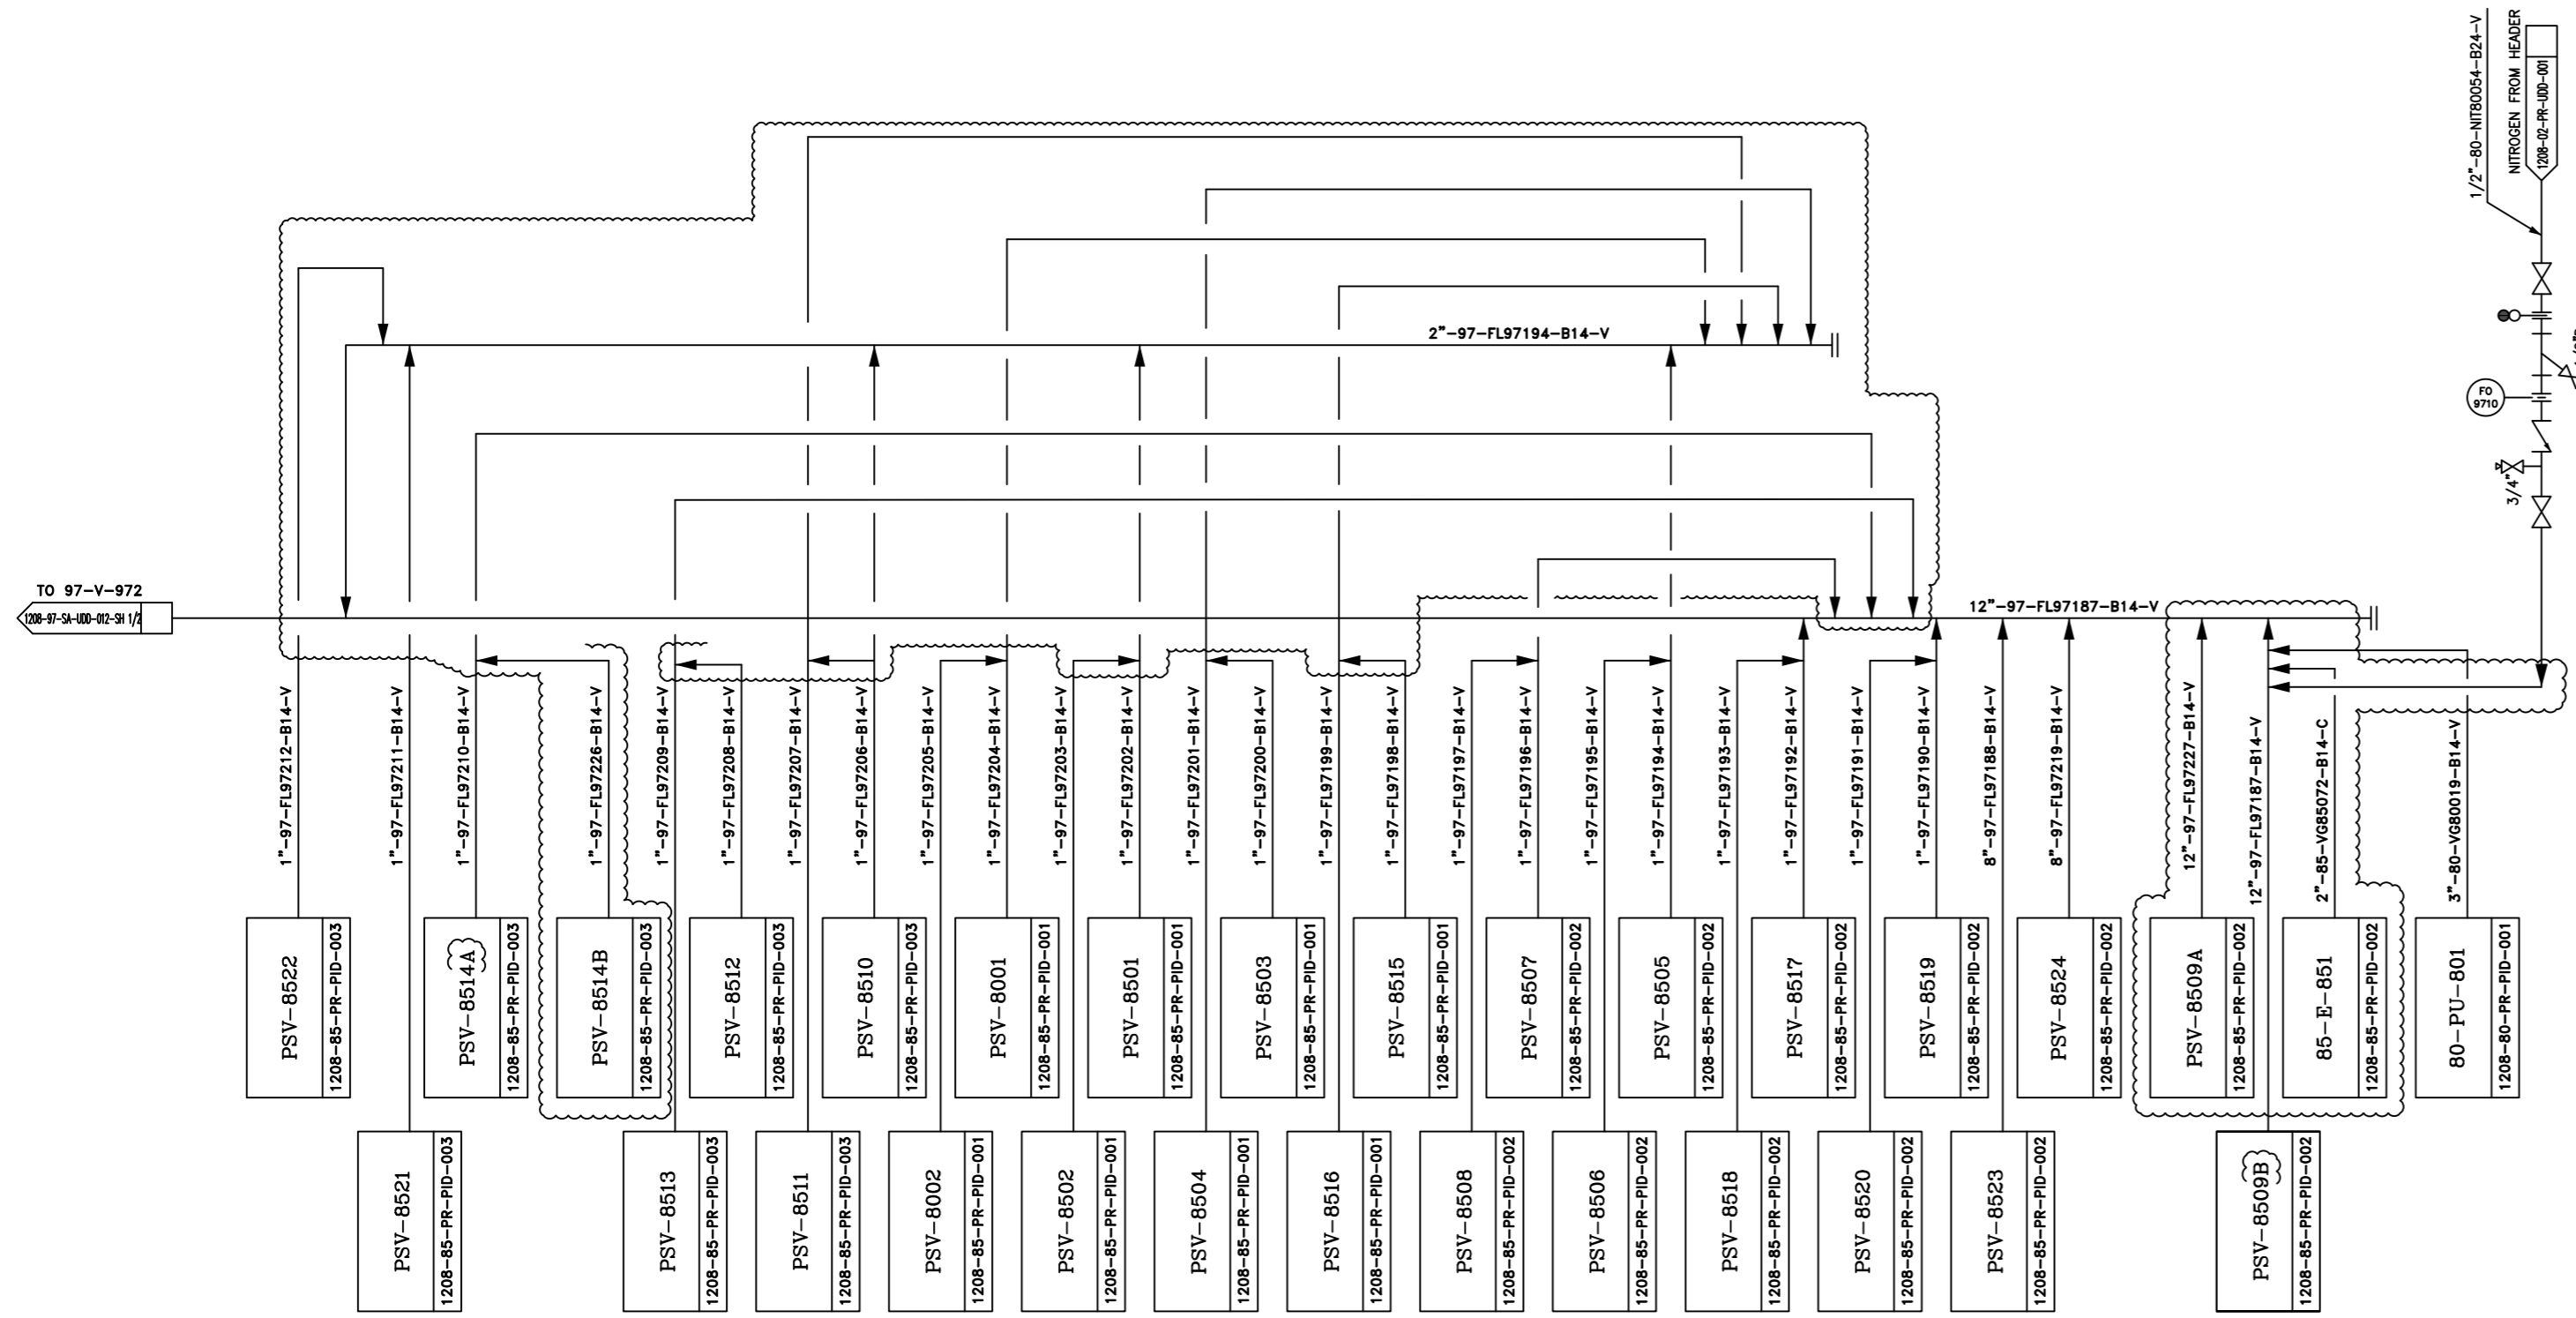 1/2"-80-NIT80054-B24-V
NITROGEN FROM HEADER
1208-02-PR-UDD-001
FO
9710
3/4"
2"-97-FL97194-B14-V
TO 97-V-972
1208-97-SA-UDD-012-SH 1/2
12"-97-FL97187-B14-V
1"-97-FL97212-B14-V
1"-97-FL97211-B14-V
1"-97-FL97210-B14-V
1"-97-FL97226-B14-V
1"-97-FL97209-B14-V
1"-97-FL97208-B14-V
1"-97-FL97207-B14-V
1"-97-FL97206-B14-V
1"-97-FL97205-B14-V
1"-97-FL97204-B14-V
1"-97-FL97203-B14-V
1"-97-FL97202-B14-V
1"-97-FL97201-B14-V
1"-97-FL97200-B14-V
1"-97-FL97199-B14-V
1"-97-FL97198-B14-V
1"-97-FL97197-B14-V
1"-97-FL97196-B14-V
1"-97-FL97195-B14-V
1"-97-FL97194-B14-V
1"-97-FL97193-B14-V
1"-97-FL97192-B14-V
1"-97-FL97191-B14-V
1"-97-FL97190-B14-V
8"-97-FL97188-B14-V
8"-97-FL97219-B14-V
12"-97-FL97227-B14-V
12"-97-FL97187-B14-V
2"-85-VG85072-B14-C
3"-80-VG80019-B14-V
PSV-8522
1208-85-PR-PID-003
PSV-8514A
1208-85-PR-PID-003
PSV-8514B
1208-85-PR-PID-003
PSV-8512
1208-85-PR-PID-003
PSV-8510
1208-85-PR-PID-003
PSV-8001
1208-85-PR-PID-001
PSV-8501
1208-85-PR-PID-001
PSV-8503
1208-85-PR-PID-001
PSV-8515
1208-85-PR-PID-001
PSV-8507
1208-85-PR-PID-002
PSV-8505
1208-85-PR-PID-002
PSV-8517
1208-85-PR-PID-002
PSV-8519
1208-85-PR-PID-002
PSV-8524
1208-85-PR-PID-002
PSV-8509A
1208-85-PR-PID-002
85-E-851
1208-85-PR-PID-002
80-PU-801
1208-80-PR-PID-001
PSV-8521
1208-85-PR-PID-003
PSV-8513
1208-85-PR-PID-003
PSV-8511
1208-85-PR-PID-003
PSV-8002
1208-85-PR-PID-001
PSV-8502
1208-85-PR-PID-001
PSV-8504
1208-85-PR-PID-001
PSV-8516
1208-85-PR-PID-001
PSV-8508
1208-85-PR-PID-002
PSV-8506
1208-85-PR-PID-002
PSV-8518
1208-85-PR-PID-002
PSV-8520
1208-85-PR-PID-002
PSV-8523
1208-85-PR-PID-002
PSV-8509B
1208-85-PR-PID-002